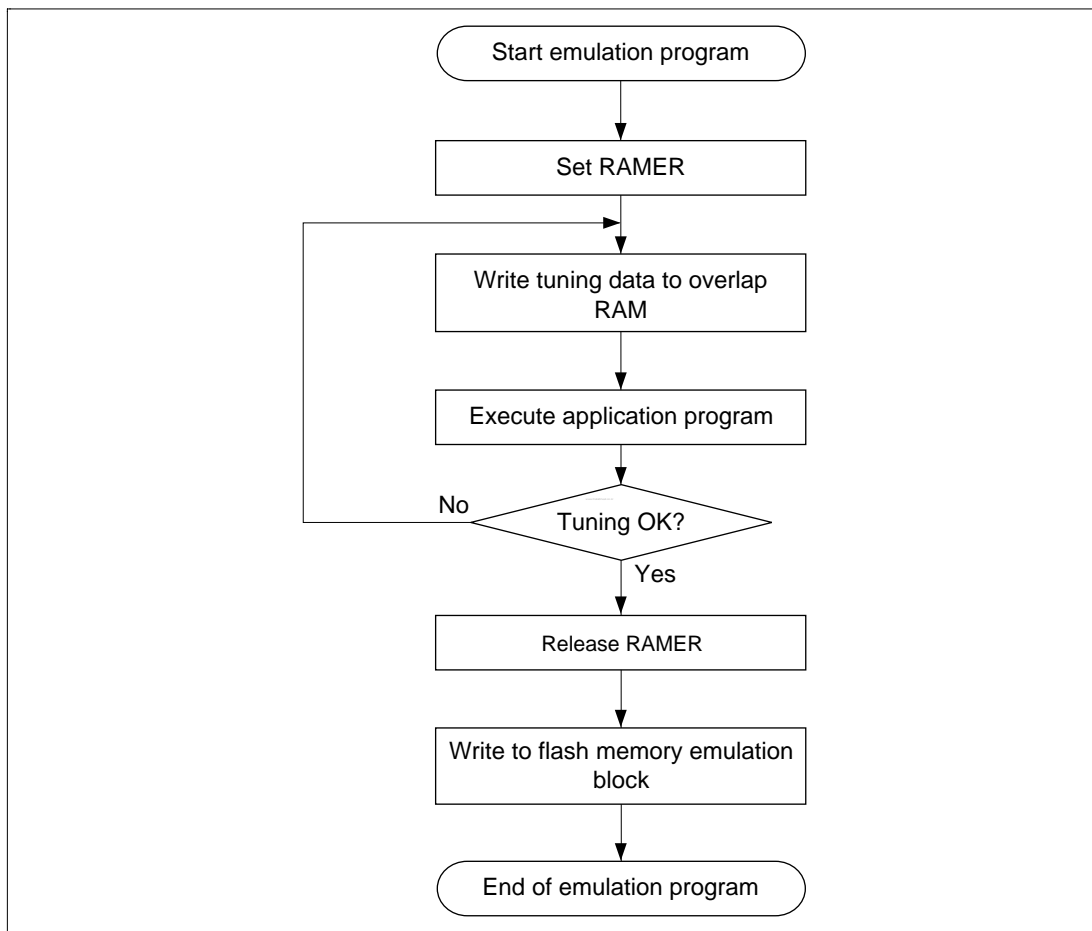 Start emulation program
Set RAMER
Write tuning data to overlap
RAM
Execute application program
No
Tuning OK?
Yes
Release RAMER
Write to flash memory emulation
block
End of emulation program